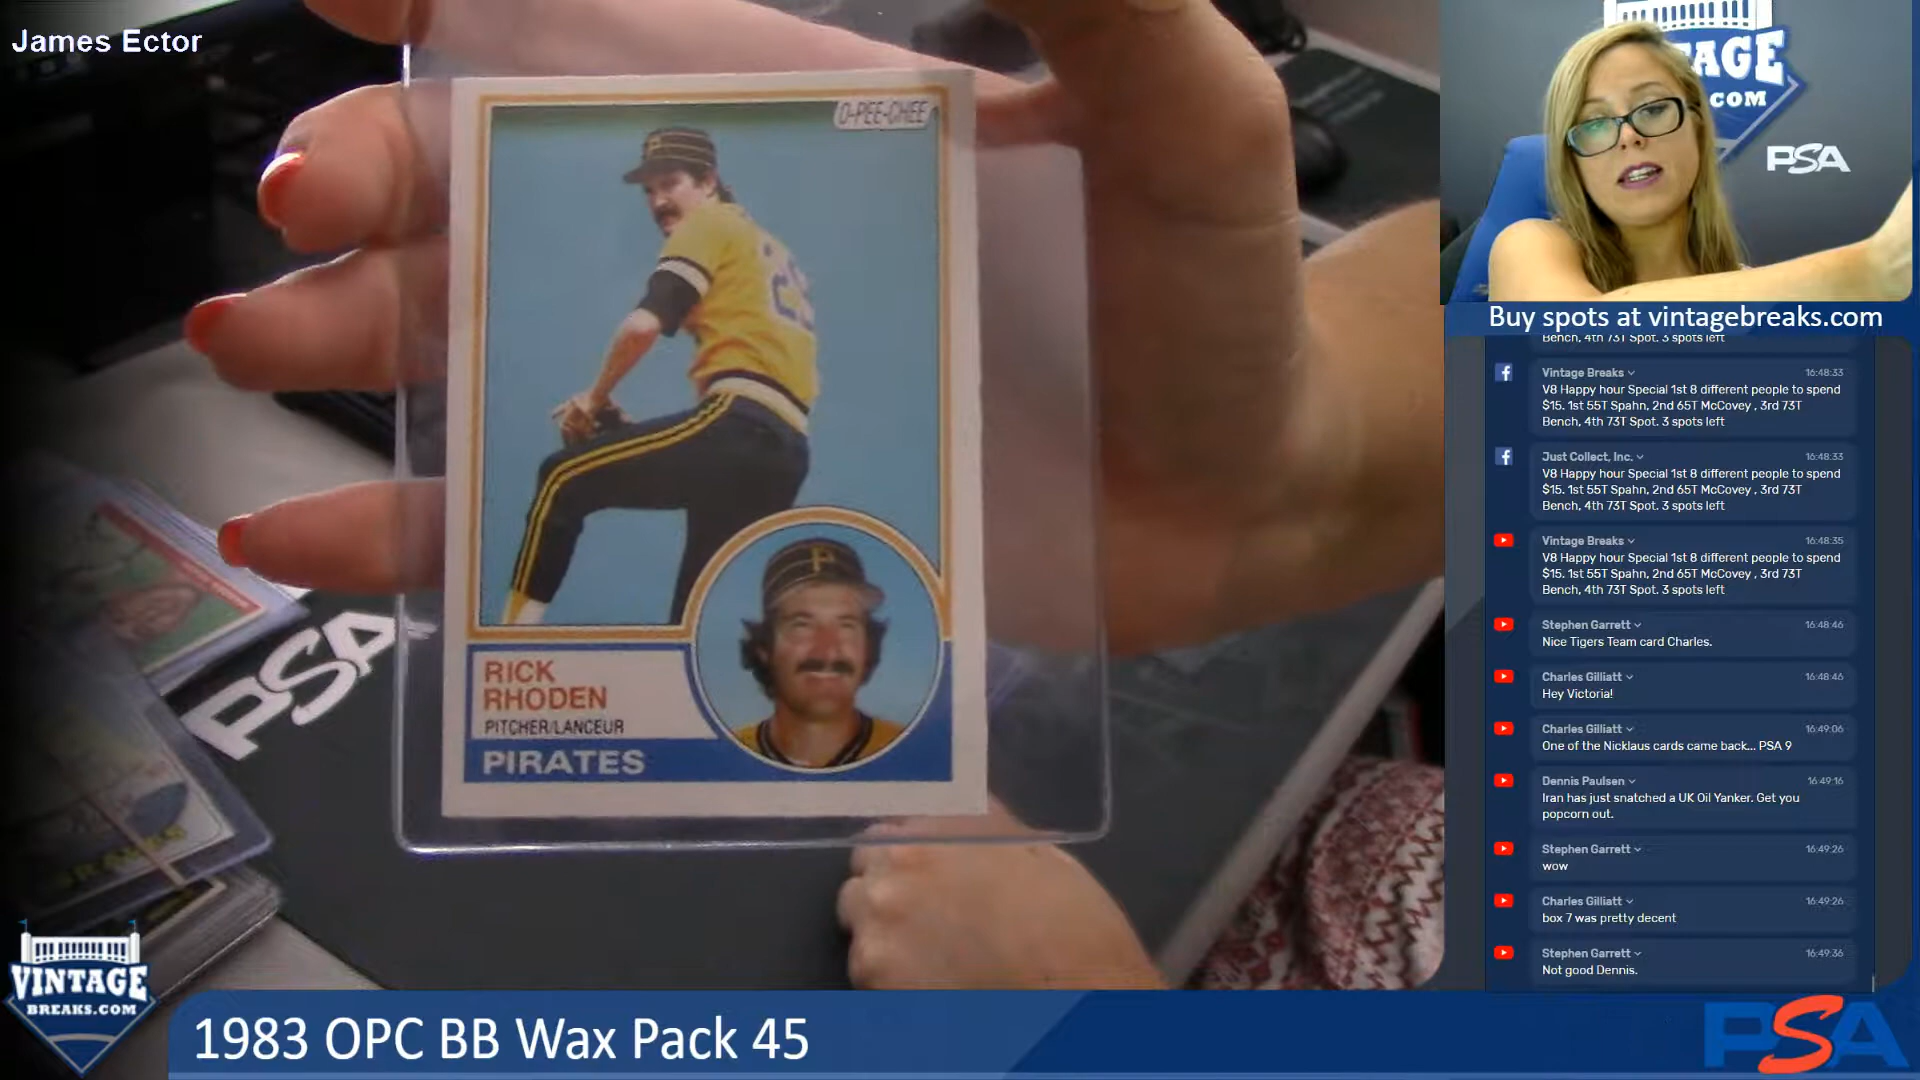 James Ector
O-PEE-CHEE
RICK
RHODEN
PITCHER/LANCEUR
PIRATES
PSA
VINTAGE
BREAKS.COM
1983 OPC BB Wax Pack 45
AGE
.COM
PSA
Buy spots at vintagebreaks.com
Bench, 4th 73T Spot. 3 spots left
Vintage Breaks 16:48:33
V8 Happy hour Special 1st 8 different people to spend
$15. 1st 55T Spahn, 2nd 65T McCovey , 3rd 73T
Bench, 4th 73T Spot. 3 spots left
Just Collect, Inc. 16:48:33
V8 Happy hour Special 1st 8 different people to spend
$15. 1st 55T Spahn, 2nd 65T McCovey , 3rd 73T
Bench, 4th 73T Spot. 3 spots left
Vintage Breaks 16:48:35
V8 Happy hour Special 1st 8 different people to spend
$15. 1st 55T Spahn, 2nd 65T McCovey , 3rd 73T
Bench, 4th 73T Spot. 3 spots left
Stephen Garrett 16:48:46
Nice Tigers Team card Charles.
Charles Gilliatt 16:48:46
Hey Victoria!
Charles Gilliatt 16:49:06
One of the Nicklaus cards came back... PSA 9
Dennis Paulsen 16:49:16
Iran has just snatched a UK Oil Yanker. Get you
popcorn out.
Stephen Garrett 16:49:26
wow
Charles Gilliatt 16:49:26
box 7 was pretty decent
Stephen Garrett 16:49:36
Not good Dennis.
PSA